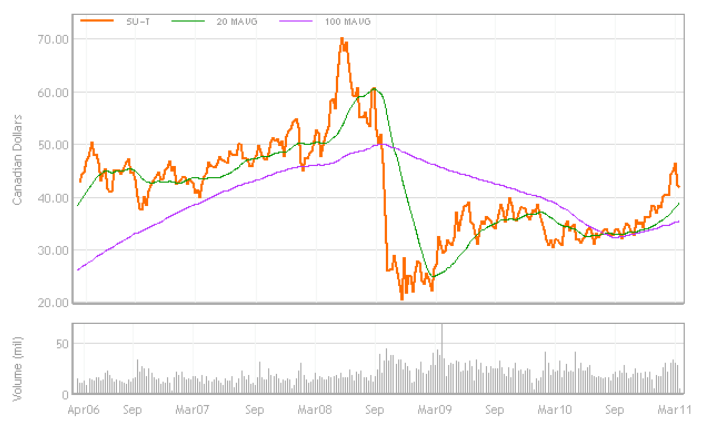 SU-T 20 MAVG 100 MAVG
70.00
60.00
50.00
40.00
30.00
20.00
Canadian Dollars
50
0
Volume (mil)
Apr06 Sep Mar07 Sep Mar08 Sep Mar09 Sep Mar10 Sep Mar11